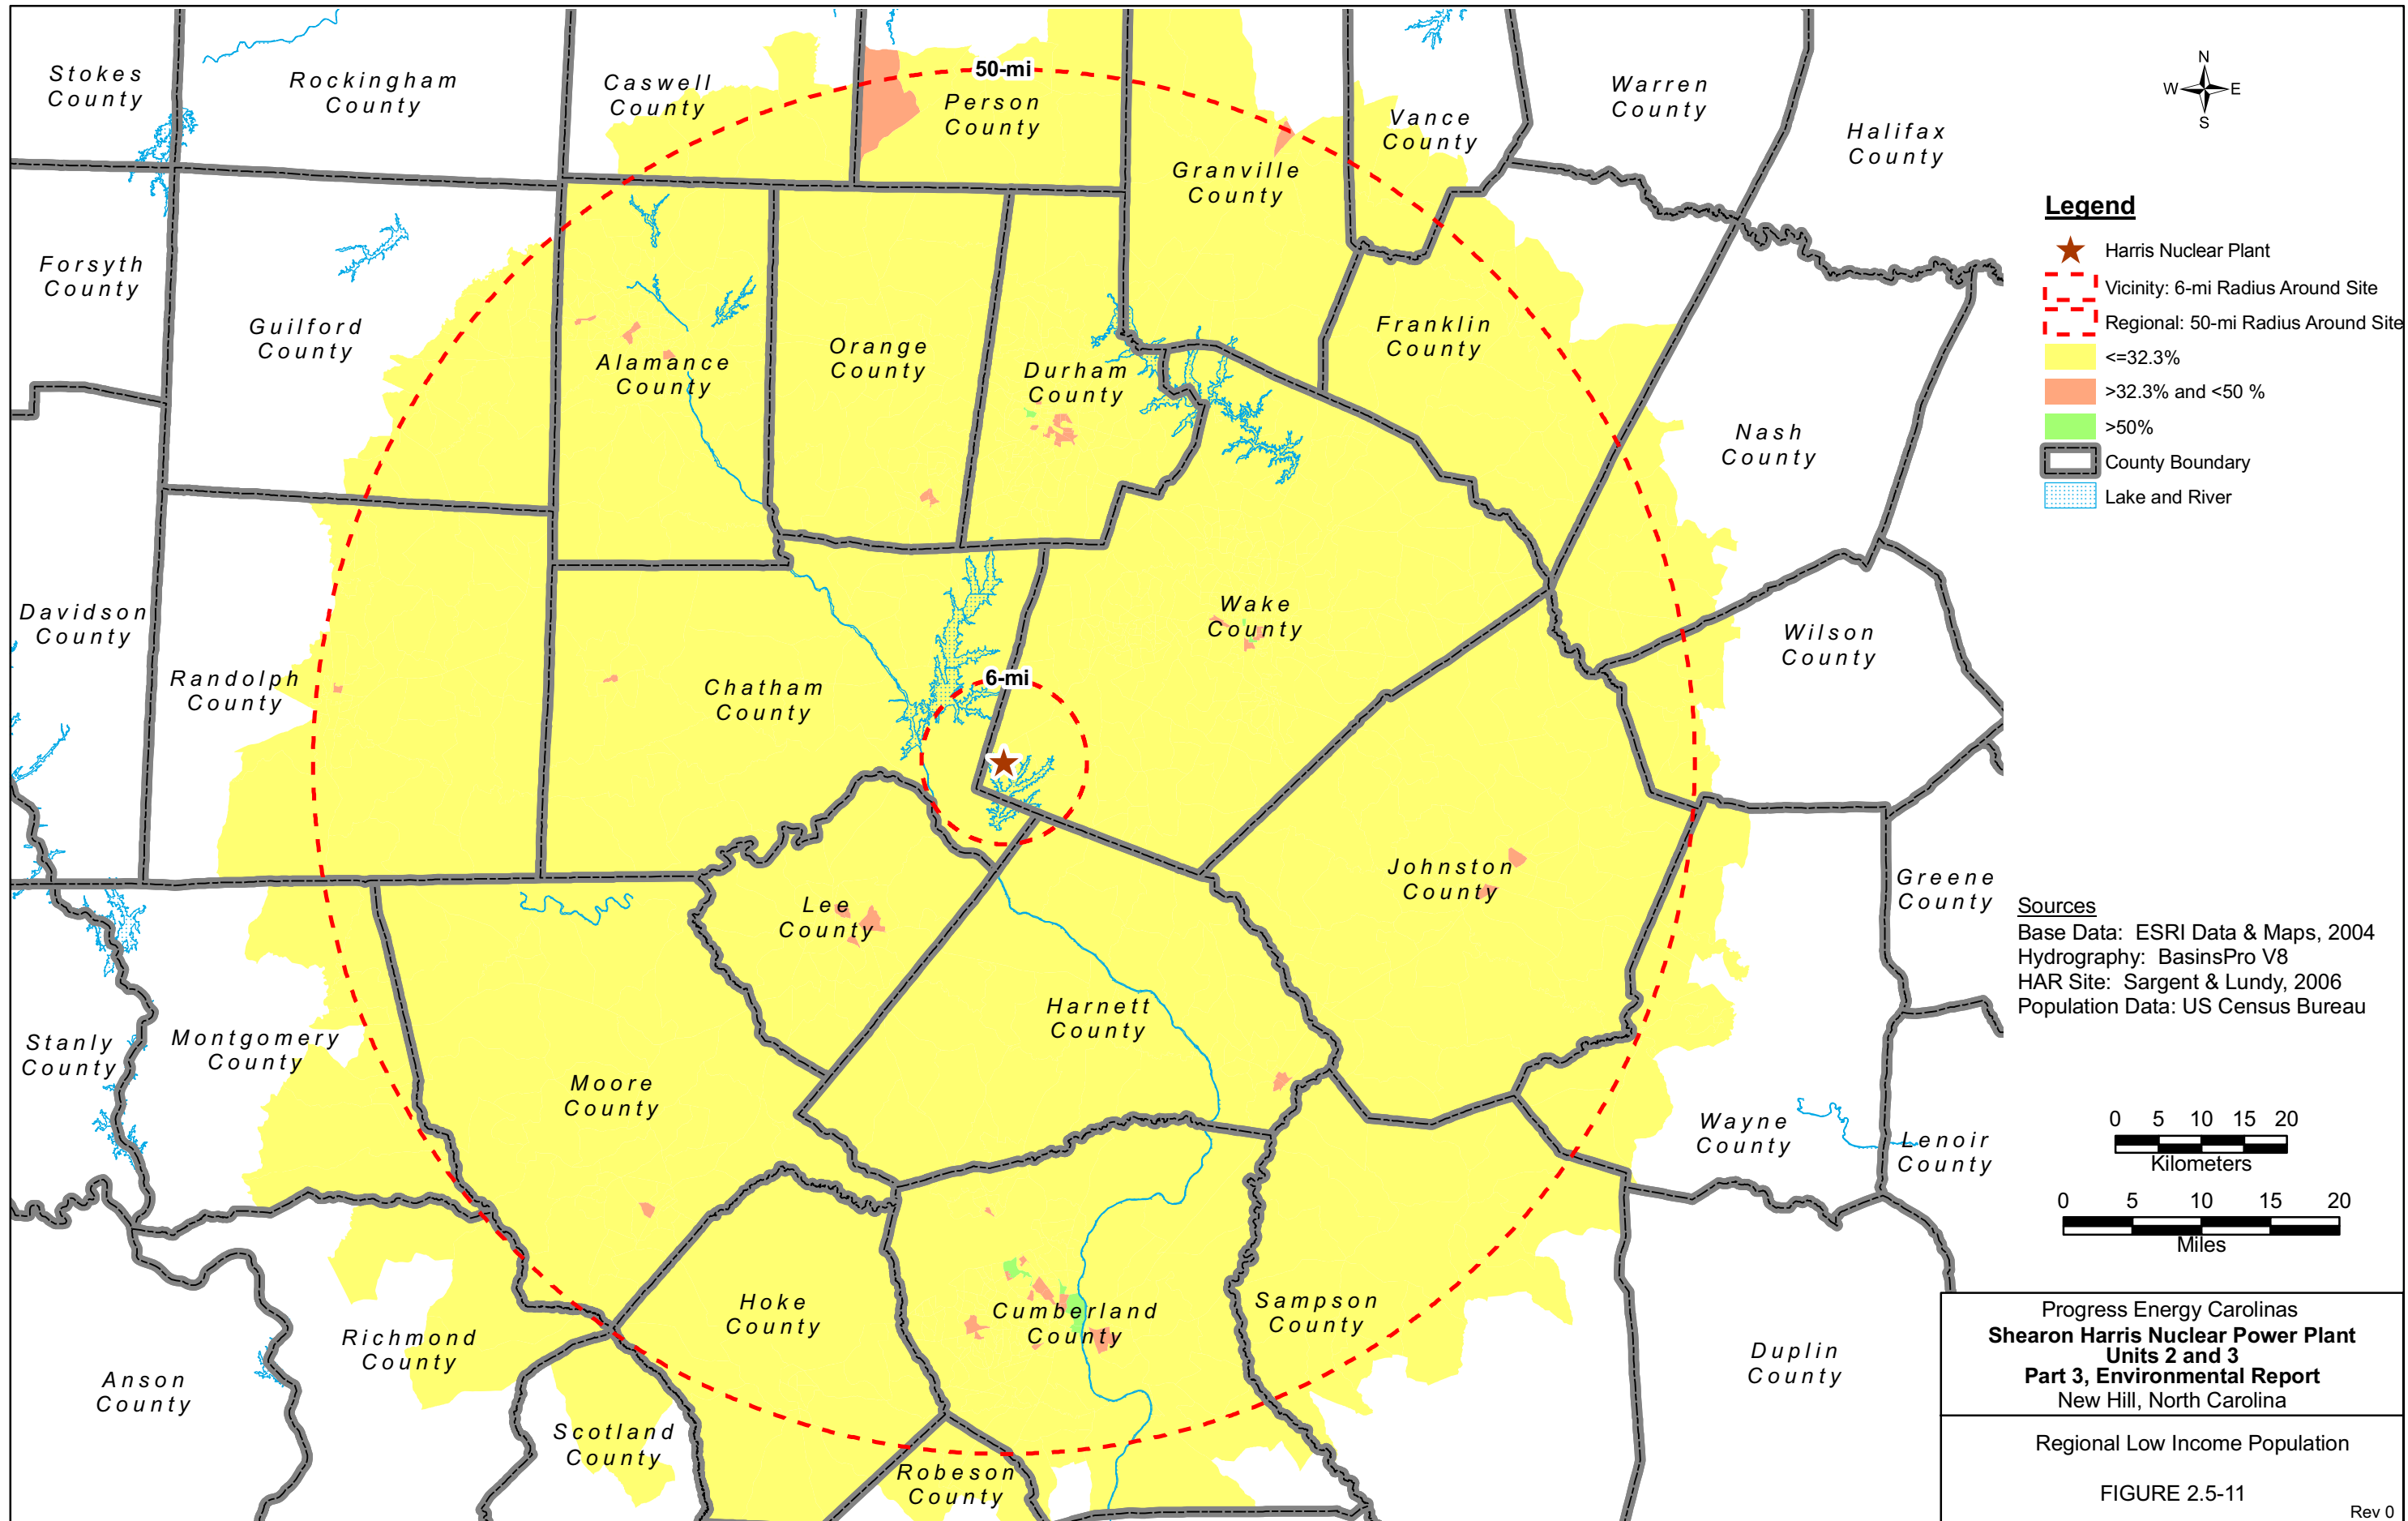 50-mi
Stokes
County
Rockingham
County
Caswell
County
Person
County
Granville
County
Vance
County
Warren
County
Halifax
County
Forsyth
County
Guilford
County
Alamance
County
Orange
County
Durham
County
Franklin
County
Nash
County
Davidson
County
Randolph
County
Chatham
County
Wake
County
Wilson
County
6-mi
Lee
County
Johnston
County
Greene
County
Harnett
County
Stanly
County
Montgomery
County
Moore
County
Wayne
County
Lenoir
County
Hoke
County
Cumberland
County
Sampson
County
Richmond
County
Anson
County
Scotland
County
Robeson
County
Duplin
County
N
W E
S
Legend
Harris Nuclear Plant
Vicinity: 6-mi Radius Around Site
Regional: 50-mi Radius Around Site
<=32.3%
>32.3% and <50 %
>50%
County Boundary
Lake and River
Sources
Base Data: ESRI Data & Maps, 2004
Hydrography: BasinsPro V8
HAR Site: Sargent & Lundy, 2006
Population Data: US Census Bureau
0 5 10 15 20
Kilometers
0 5 10 15 20
Miles
Progress Energy Carolinas
Shearon Harris Nuclear Power Plant
Units 2 and 3
Part 3, Environmental Report
New Hill, North Carolina
Regional Low Income Population
FIGURE 2.5-11
Rev 0